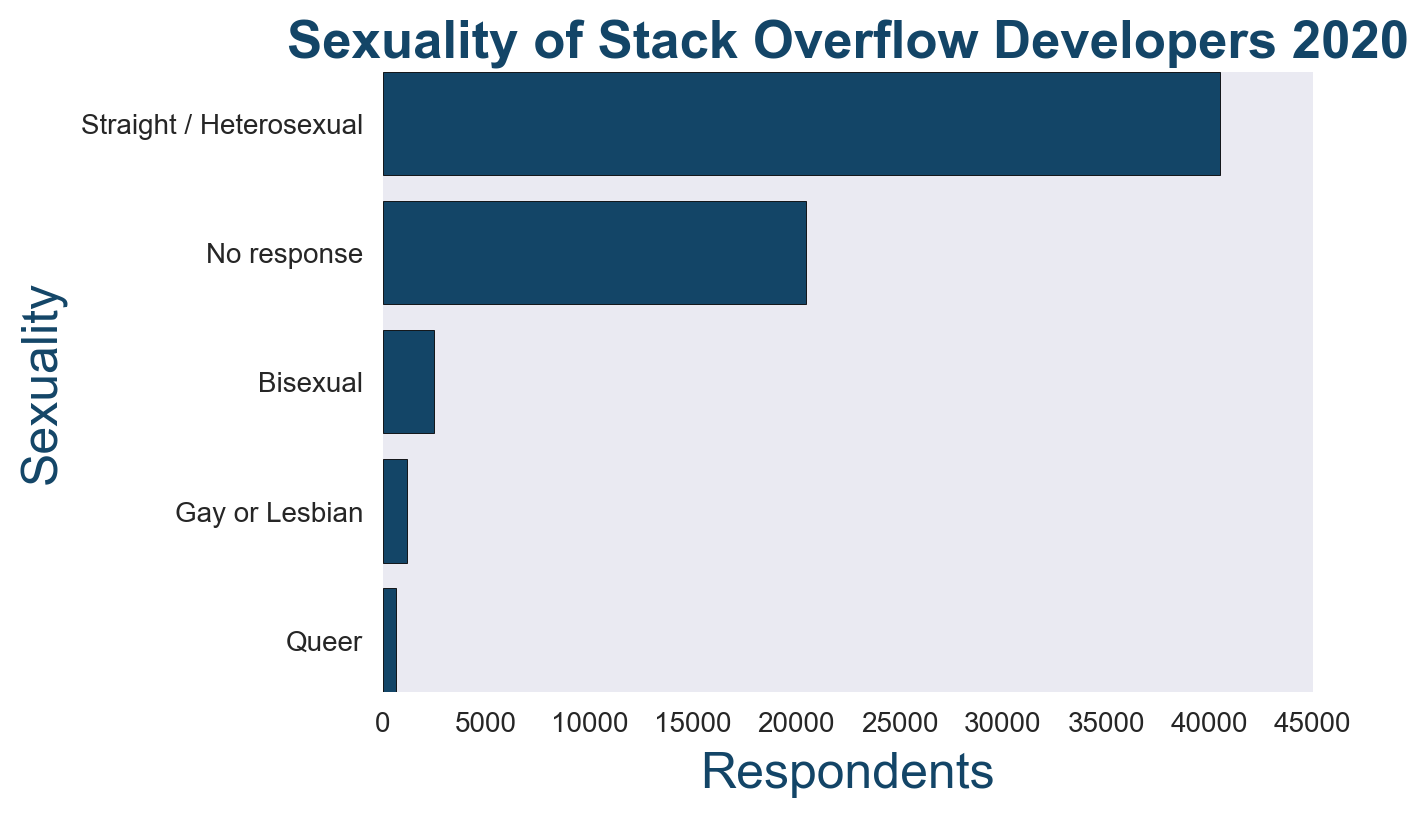 Sexuality of Stack Overflow Developers 2020
Straight / Heterosexual
No response
Bisexual
Gay or Lesbian
Queer
Sexuality
0 5000 10000 15000 20000 25000 30000 35000 40000 45000
Respondents